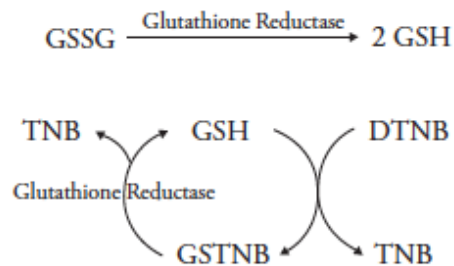 Glutathione Reductase
GSSG 2 GSH
TNB GSH DTNB
Glutathione Reductase
GSTNB TNB